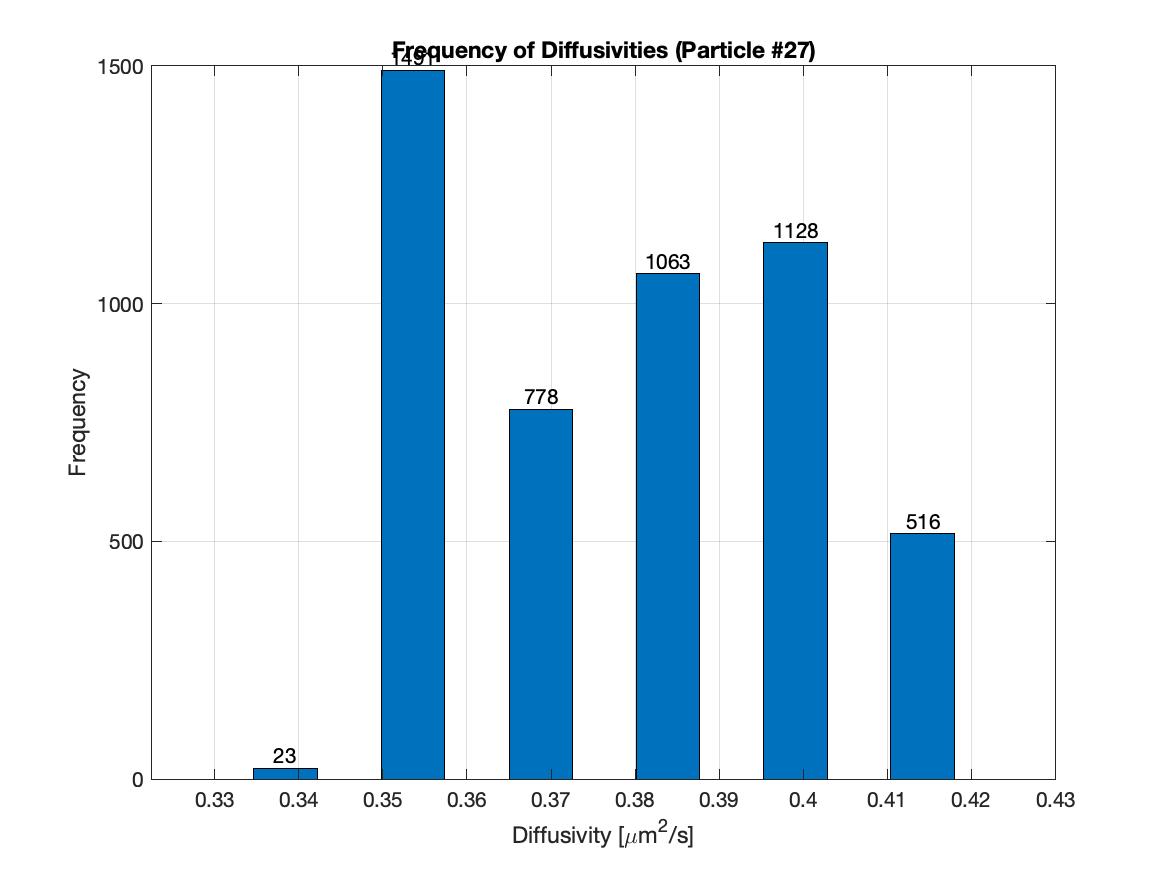 Frequency of Diffusivities (Particle #27)
1491
1500
1128
1063
1000
778
Frequency
516
500
23
0
0.33 0.34 0.35 0.36 0.37 0.38 0.39 0.4 0.41 0.42 0.43
Diffusivity [μm²/s]